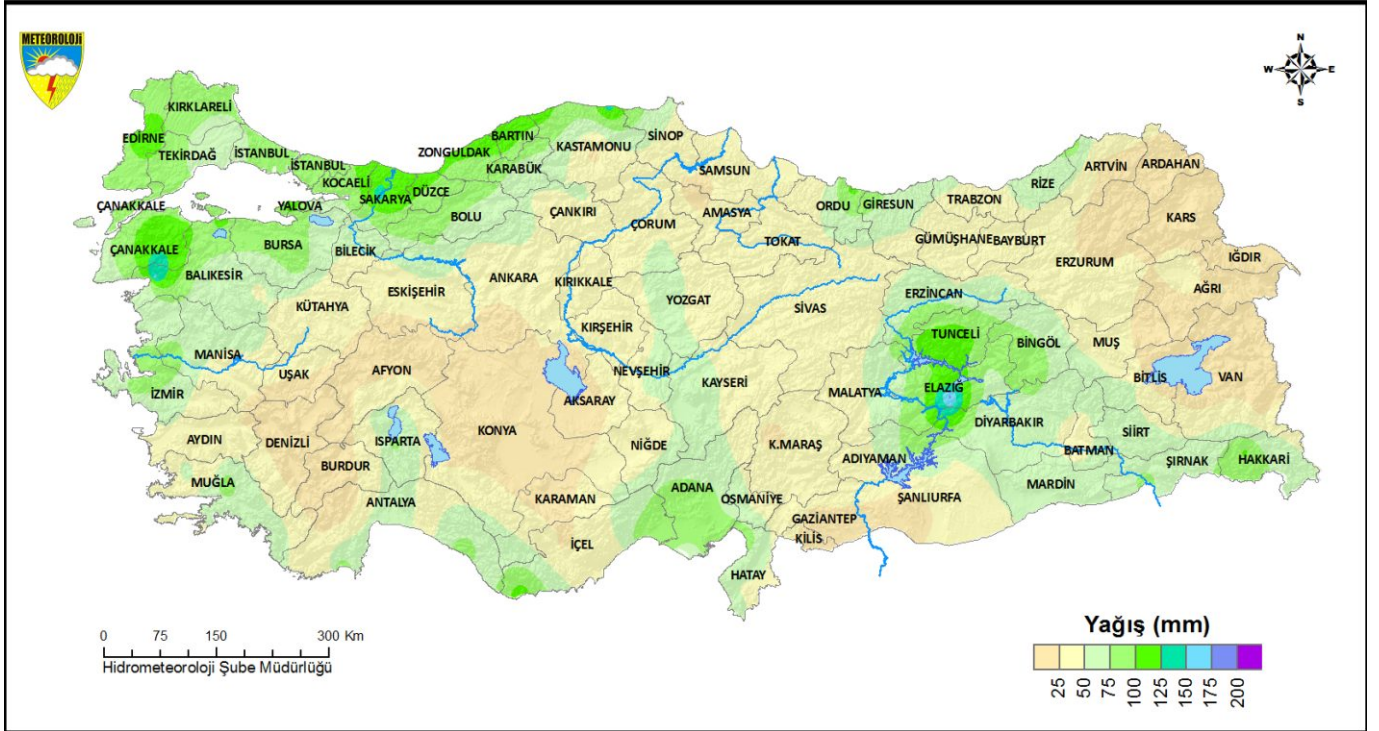 METEOROLOJİ
N
W E
S
KIRKLARELİ
EDİRNE
TEKİRDAĞ
İSTANBUL
İSTANBUL
KOCAELİ
SAKARYA
DÜZCE
ZONGULDAK
BARTIN
KARABÜK
KASTAMONU
SİNOP
SAMSUN
ORDU
GİRESUN
TRABZON
RİZE
ARTVİN
ARDAHAN
ÇANAKKALE
YALOVA
BOLU
ÇANKIRI
ÇORUM
AMASYA
TOKAT
GÜMÜŞHANE
BAYBURT
KARS
ÇANAKKALE
BURSA
BİLECİK
BALIKESİR
ESKİŞEHİR
ANKARA
KIRIKKALE
YOZGAT
SİVAS
ERZİNCAN
ERZURUM
IĞDIR
AĞRI
KÜTAHYA
KIRŞEHİR
TUNCELİ
BİNGÖL
MUŞ
MANİSA
UŞAK
AFYON
NEVŞEHİR
KAYSERİ
MALATYA
ELAZIĞ
BİTLİS
VAN
İZMİR
AKSARAY
AYDIN
DENİZLİ
ISPARTA
KONYA
NİĞDE
K.MARAŞ
ADIYAMAN
DİYARBAKIR
SİİRT
BATMAN
ŞIRNAK
HAKKARİ
MUĞLA
BURDUR
ANTALYA
KARAMAN
ADANA
OSMANİYE
GAZİANTEP
ŞANLIURFA
MARDİN
KİLİS
İÇEL
HATAY
0 75 150 300 Km
Hidrometeoroloji Şube Müdürlüğü
Yağış (mm)
25 50 75 100 125 150 175 200